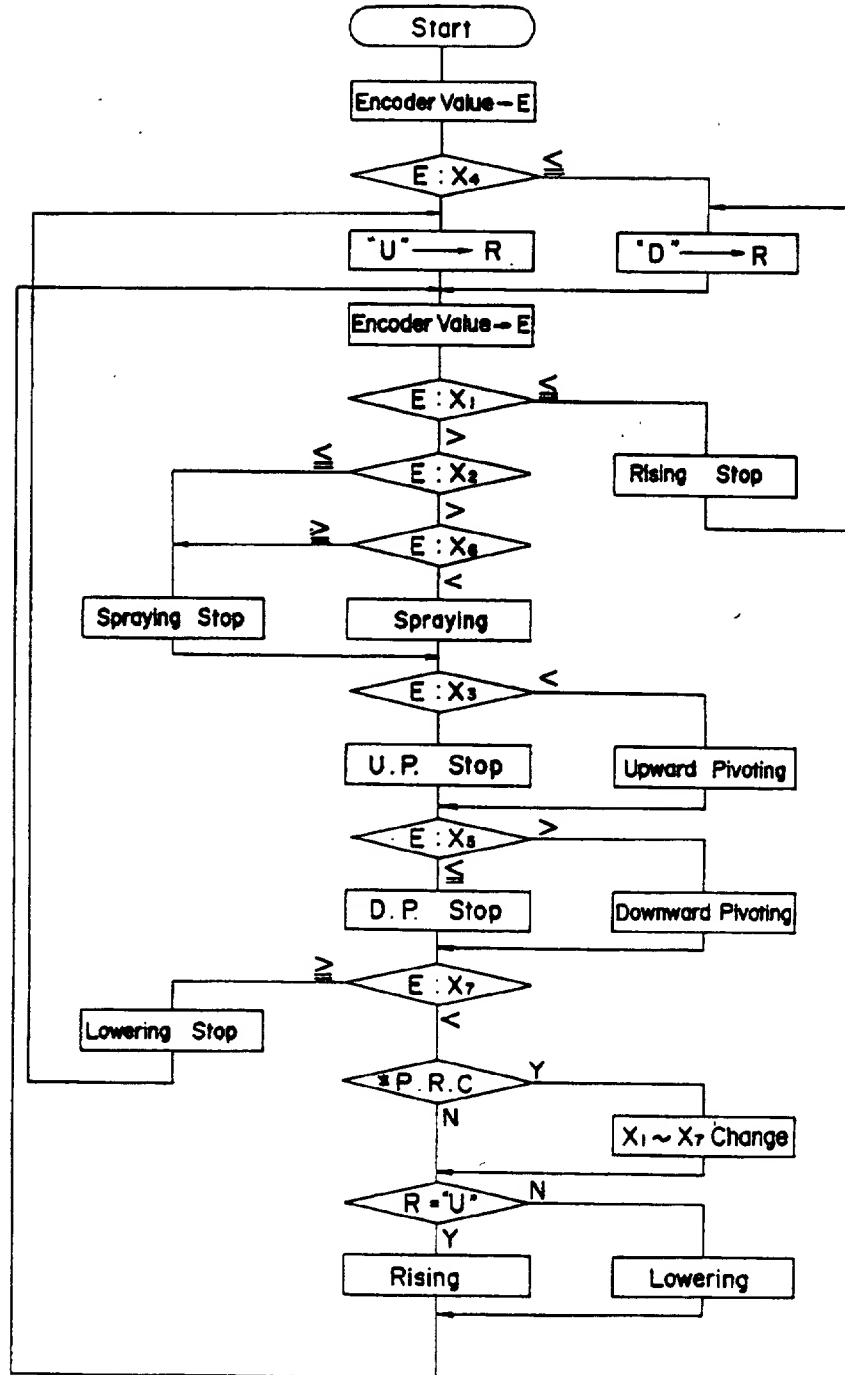 Start
Encoder Value → E
E : X₄
≦
"U" → R
"D" → R
Encoder Value → E
E : X₁
≦
>
≦
E : X₂
Rising Stop
>
≧
E : X₆
<
Spraying Stop
Spraying
E : X₃
<
U.P. Stop
Upward Pivoting
E : X₅
>
≦
D.P. Stop
Downward Pivoting
≧
E : X₇
<
Lowering Stop
*P.R.C
Y
N
X₁ ~ X₇ Change
R = "U"
N
Y
Rising
Lowering